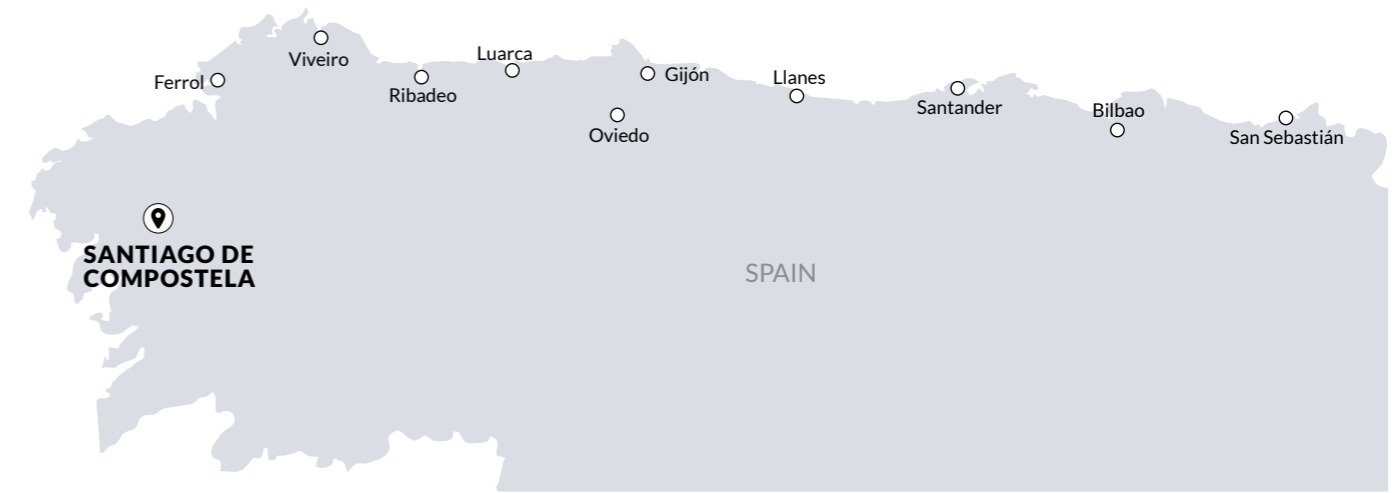 Viveiro
Luarca
Ferrol
Gijón
Llanes
Ribadeo
Santander
Bilbao
Oviedo
San Sebastián
SANTIAGO DE
COMPOSTELA
SPAIN